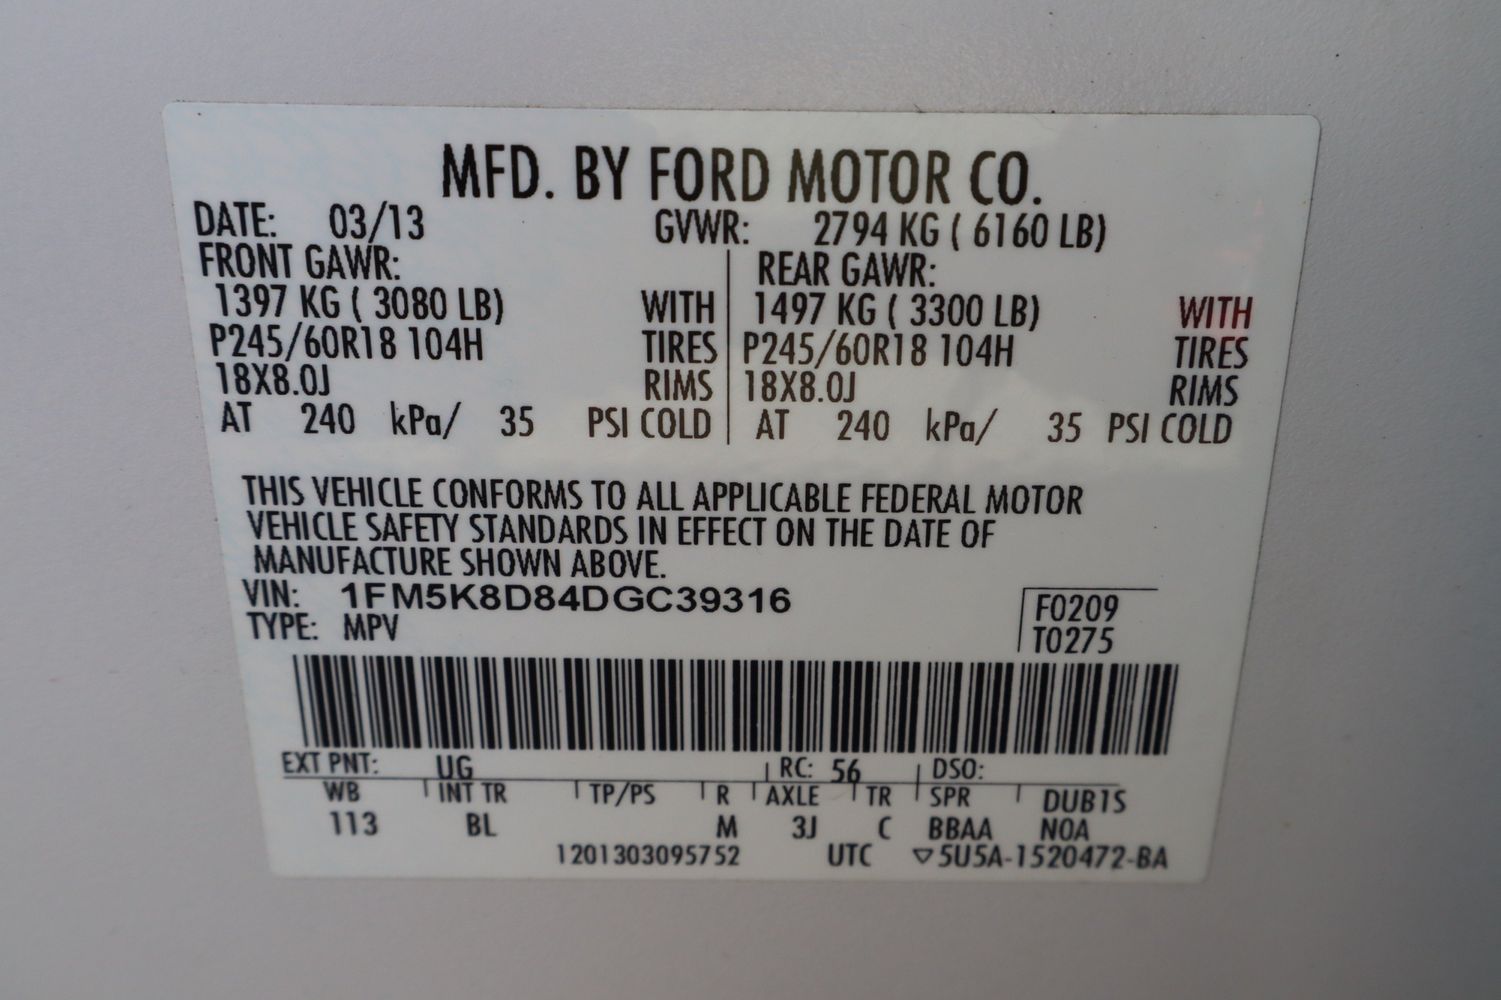 MFD. BY FORD MOTOR CO.
DATE: 03/13 GVWR: 2794 KG ( 6160 LB)
FRONT GAWR: REAR GAWR:
1397 KG ( 3080 LB) WITH 1497 KG ( 3300 LB) WITH
P245/60R18 104H TIRES P245/60R18 104H TIRES
18X8.0J RIMS 18X8.0J RIMS
AT 240 kPa/ 35 PSI COLD AT 240 kPa/ 35 PSI COLD
THIS VEHICLE CONFORMS TO ALL APPLICABLE FEDERAL MOTOR
VEHICLE SAFETY STANDARDS IN EFFECT ON THE DATE OF
MANUFACTURE SHOWN ABOVE.
VIN: 1FM5K8D84DGC39316 F0209
TYPE: MPV T0275
EXT PNT: UG RC: 56 DSO:
WB INT TR TP/PS R AXLE TR SPR DUB1S
113 BL M 3J C BBAA NOA
1201303095752 UTC ▽5U5A-1520472-BA